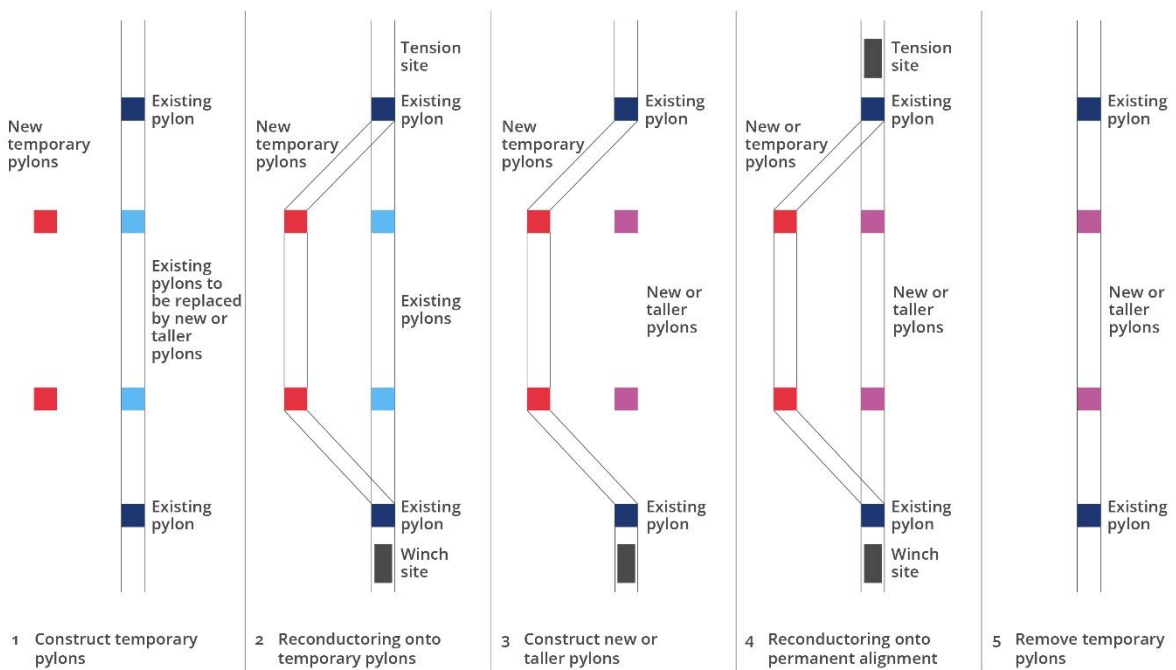 Existing
pylon
New
temporary
pylons
Existing
pylons to
be replaced
by new or
taller
pylons
Existing
pylon
1 Construct temporary
pylons
Tension
site
Existing
pylon
New temporary
pylons
Existing
pylons
Existing
pylon
Winch
site
2 Reconductoring onto
temporary pylons
Existing
pylon
New temporary
pylons
New or
taller
pylons
Existing
pylon
3 Construct new or
taller pylons
Tension
site
Existing
pylon
New or
temporary
pylons
New or
taller
pylons
Existing
pylon
Winch
site
4 Reconductoring onto
permanent alignment
Existing
pylon
New or
taller
pylons
Existing
pylon
5 Remove temporary
pylons